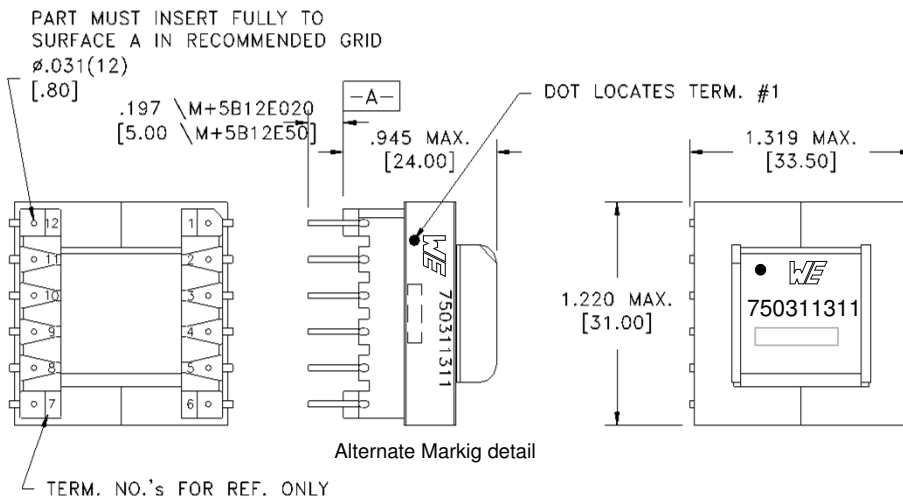 PART MUST INSERT FULLY TO
SURFACE A IN RECOMMENDED GRID
ø.031(12)
[.80]
.197 \M+5B12E020
[5.00 \M+5B12E50]
-A-
.945 MAX.
[24.00]
DOT LOCATES TERM. #1
1.319 MAX.
[33.50]
12 1
11 2
10 3
9 4
8 5
7 6
WE
750311311
1.220 MAX.
[31.00]
WE
750311311
Alternate Markig detail
TERM. NO.'s FOR REF. ONLY